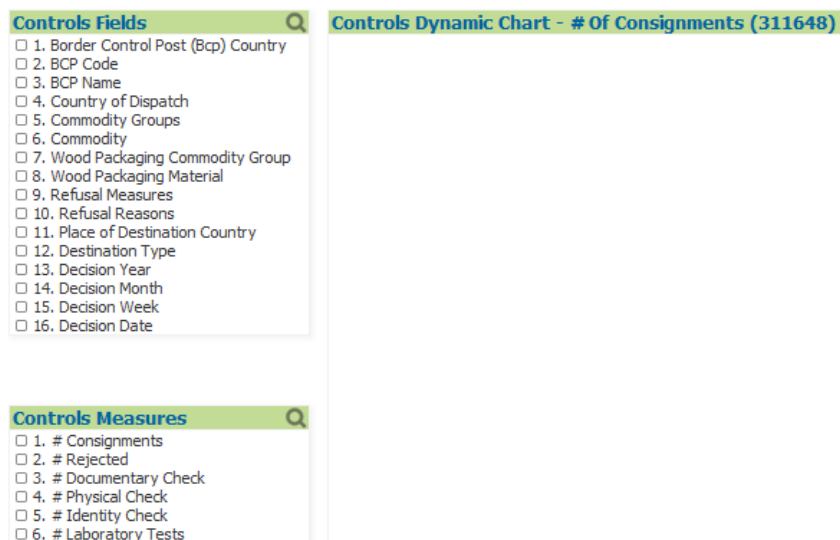 Controls Fields
1. Border Control Post (Bcp) Country
2. BCP Code
3. BCP Name
4. Country of Dispatch
5. Commodity Groups
6. Commodity
7. Wood Packaging Commodity Group
8. Wood Packaging Material
9. Refusal Measures
10. Refusal Reasons
11. Place of Destination Country
12. Destination Type
13. Decision Year
14. Decision Month
15. Decision Week
16. Decision Date
Controls Measures
1. # Consignments
2. # Rejected
3. # Documentary Check
4. # Physical Check
5. # Identity Check
6. # Laboratory Tests
Controls Dynamic Chart - # Of Consignments (311648)